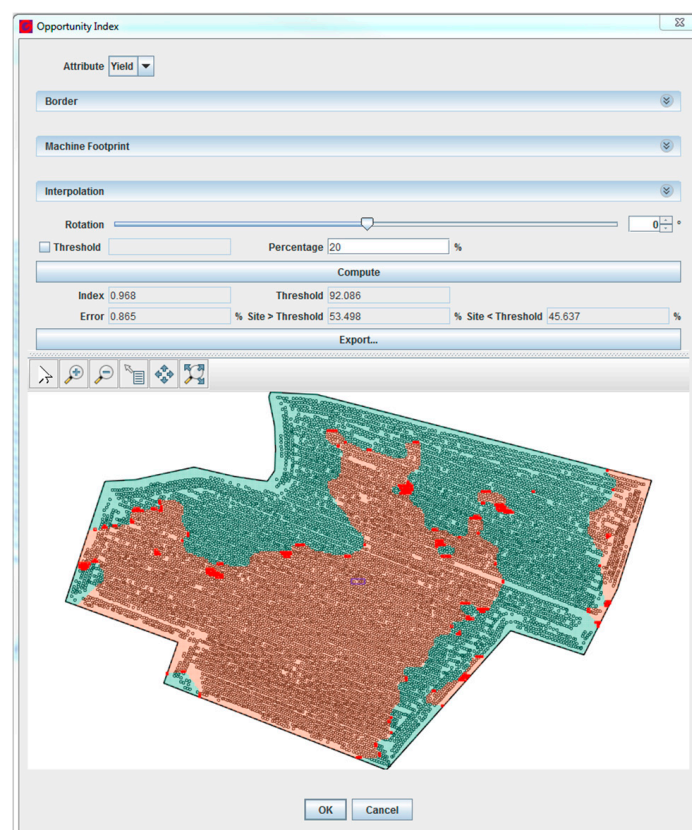 Opportunity Index
Attribute Yield
Border
Machine Footprint
Interpolation
Rotation 0 °
Threshold Percentage 20 %
Compute
Index 0.968 Threshold 92.086
Error 0.865 % Site > Threshold 53.498 % Site < Threshold 45.637 %
Export...
OK Cancel